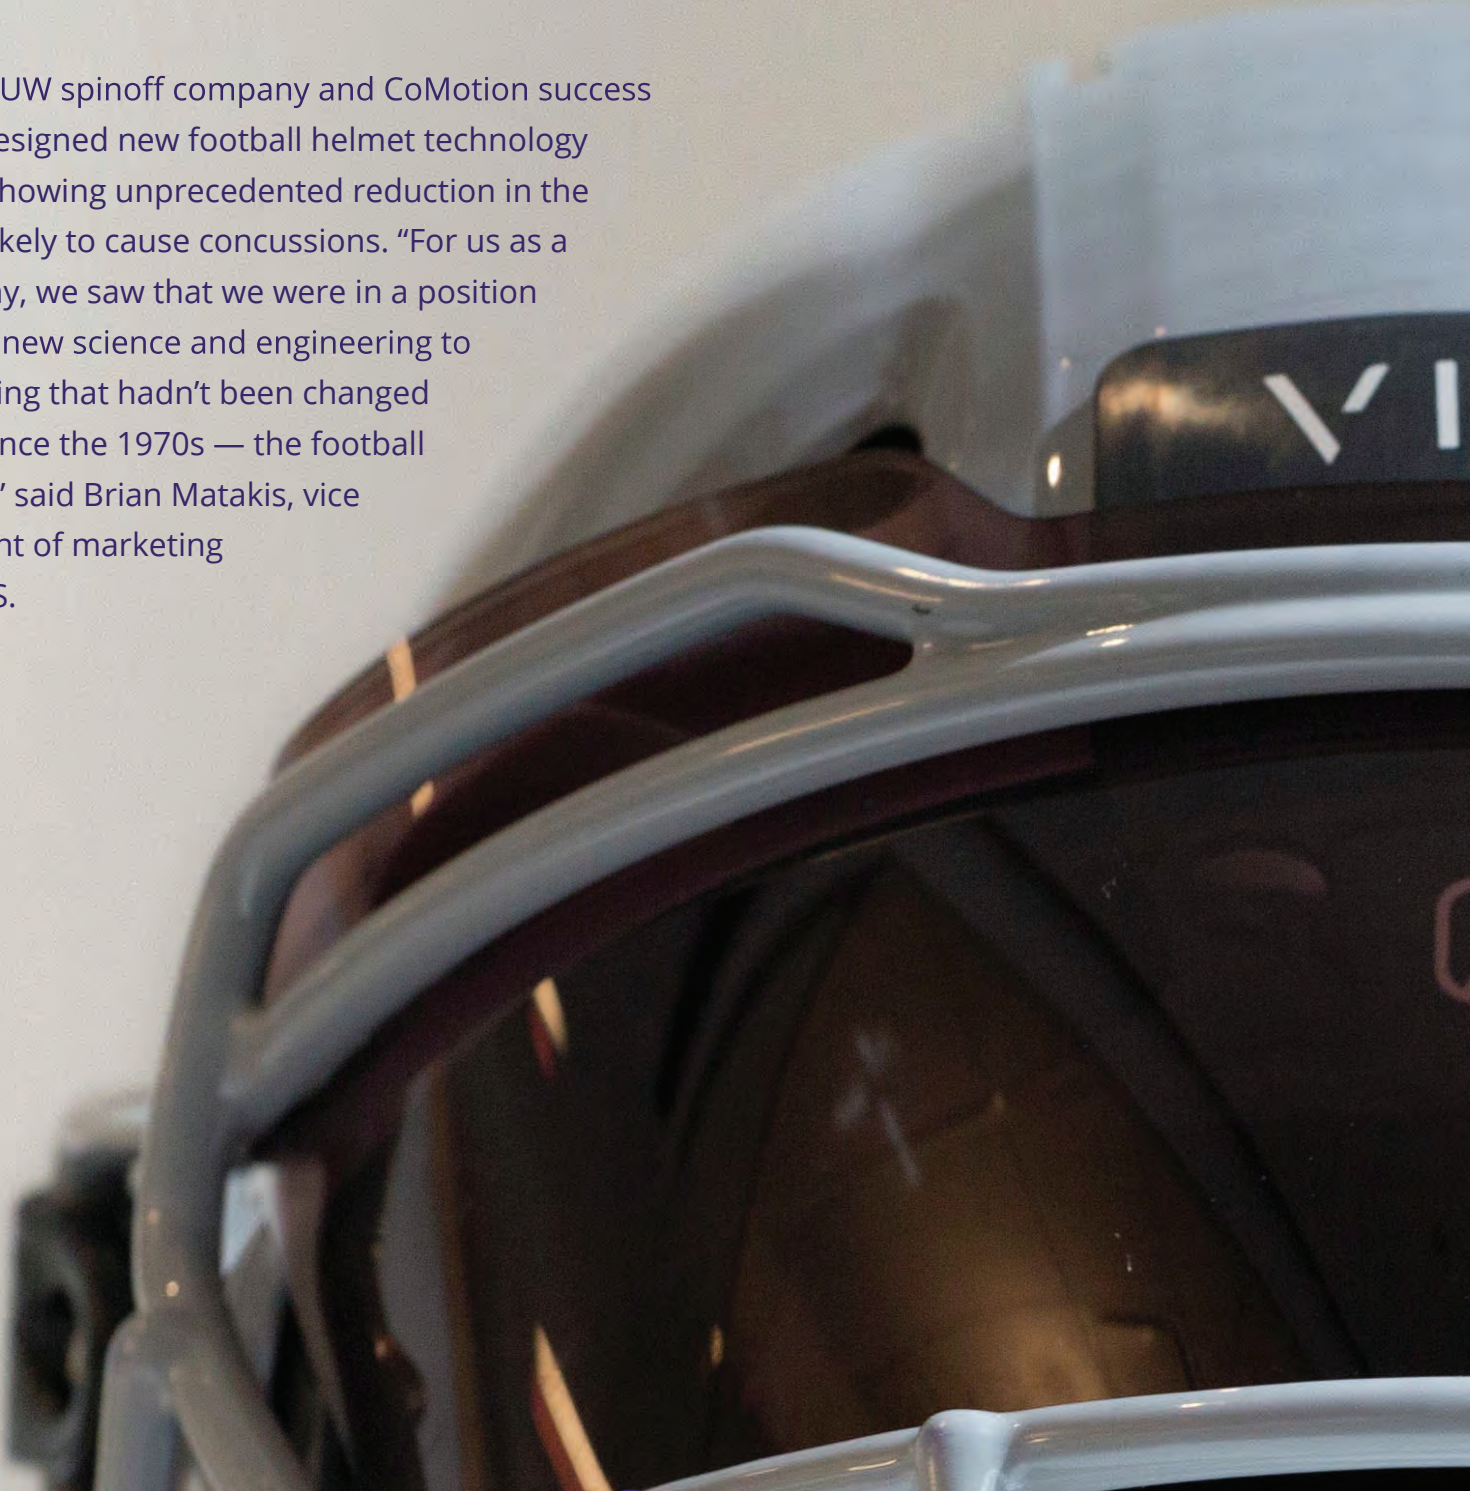 UW spinoff company and CoMotion success
esigned new football helmet technology
howing unprecedented reduction in the
kely to cause concussions. “For us as a
y, we saw that we were in a position
new science and engineering to
ing that hadn’t been changed
nce the 1970s — the football
” said Brian Matakis, vice
nt of marketing
S.
VI